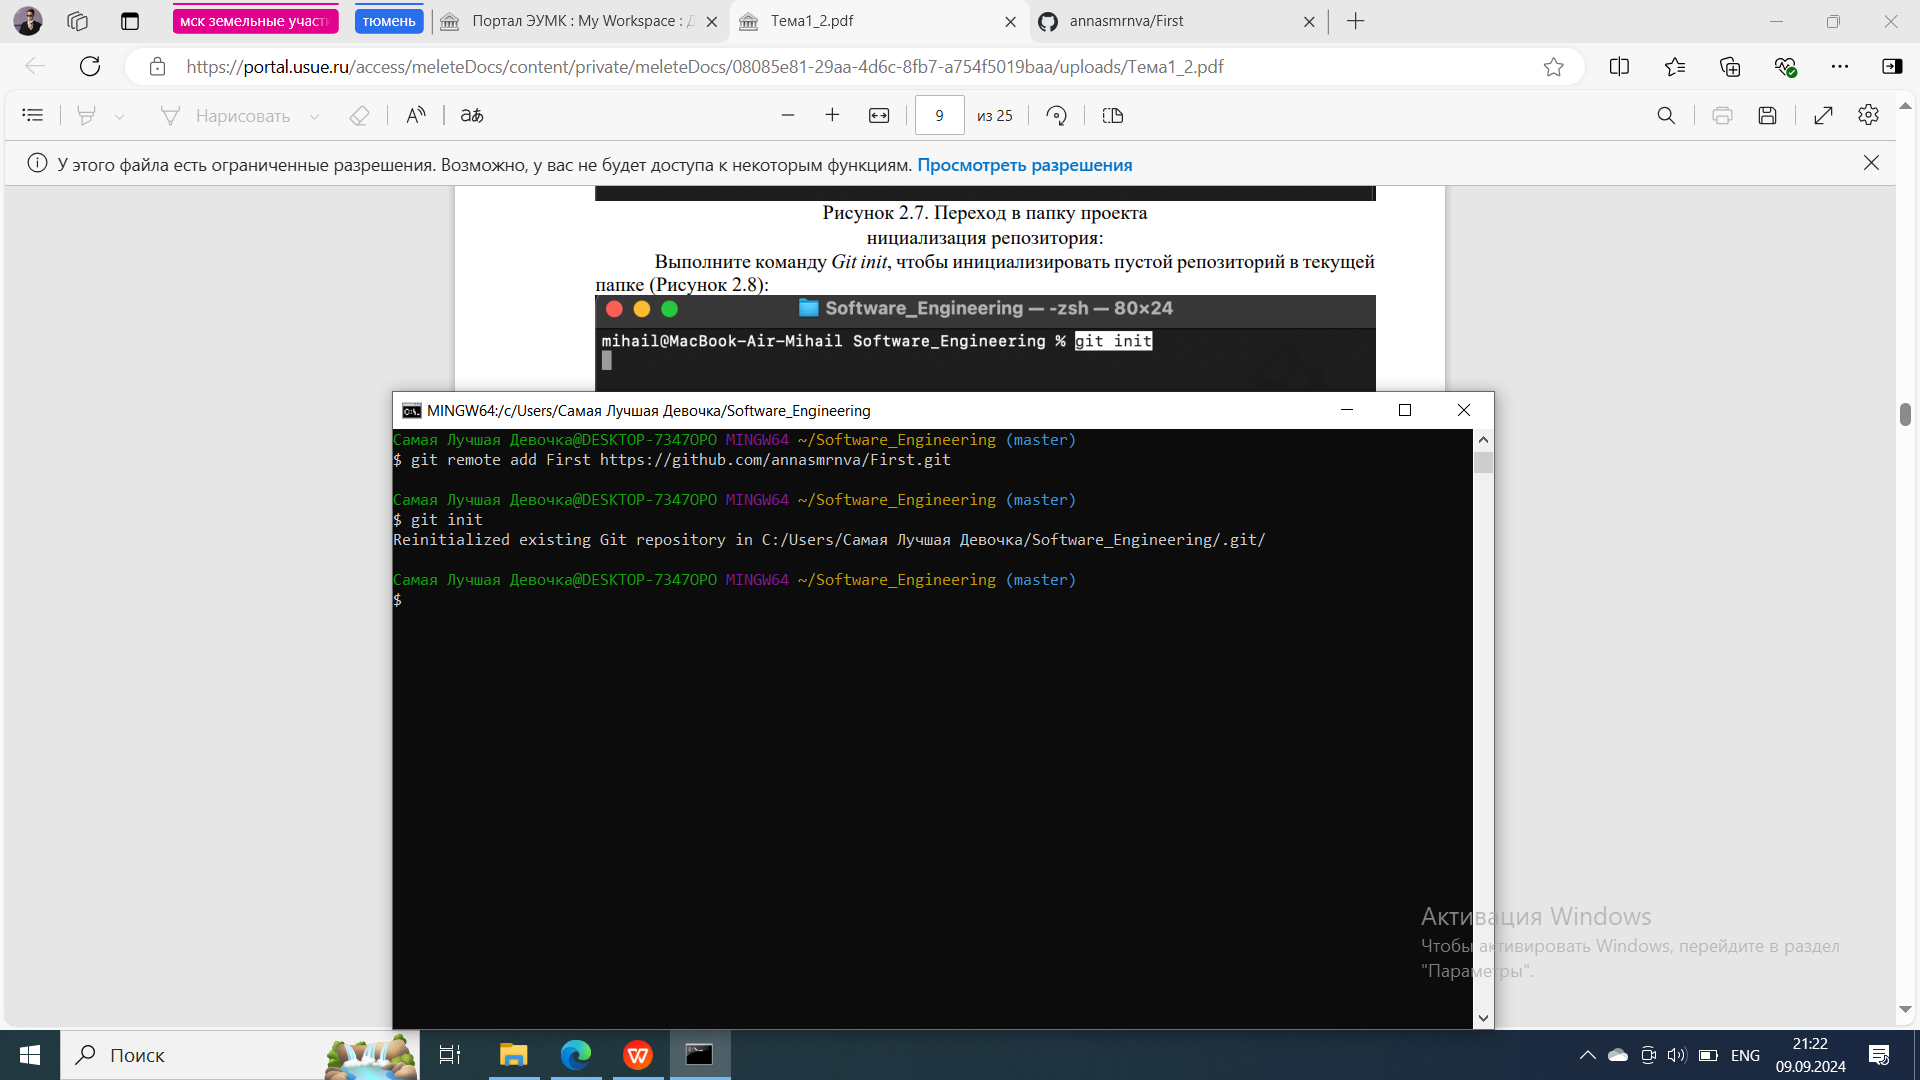 мск земельные участ
тюмень
Портал ЭУМК : My Workspace : Д
Тема1_2.pdf
annasmrnva/First
https://portal.usue.ru/access/meleteDocs/content/private/meleteDocs/08085e81-29aa-4d6c-8fb7-a754f5019baa/uploads/Тема1_2.pdf
Нарисовать
aあ
9
из 25
У этого файла есть ограниченные разрешения. Возможно, у вас не будет доступа к некоторым функциям. Просмотреть разрешения
Рисунок 2.7. Переход в папку проекта
нициализация репозитория:
Выполните команду Git init, чтобы инициализировать пустой репозиторий в текущей
папке (Рисунок 2.8):
Software_Engineering — -zsh — 80×24
mihail@MacBook-Air-Mihail Software_Engineering % git init
MINGW64:/c/Users/Самая Лучшая Девочка/Software_Engineering
Самая Лучшая Девочка@DESKTOP-7347OPO MINGW64 ~/Software_Engineering (master)
$ git remote add First https://github.com/annasmrnva/First.git
Самая Лучшая Девочка@DESKTOP-7347OPO MINGW64 ~/Software_Engineering (master)
$ git init
Reinitialized existing Git repository in C:/Users/Самая Лучшая Девочка/Software_Engineering/.git/
Самая Лучшая Девочка@DESKTOP-7347OPO MINGW64 ~/Software_Engineering (master)
$
Активация Windows
Чтобы активировать Windows, перейдите в раздел
"Параметры".
Поиск
ENG
21:22
09.09.2024